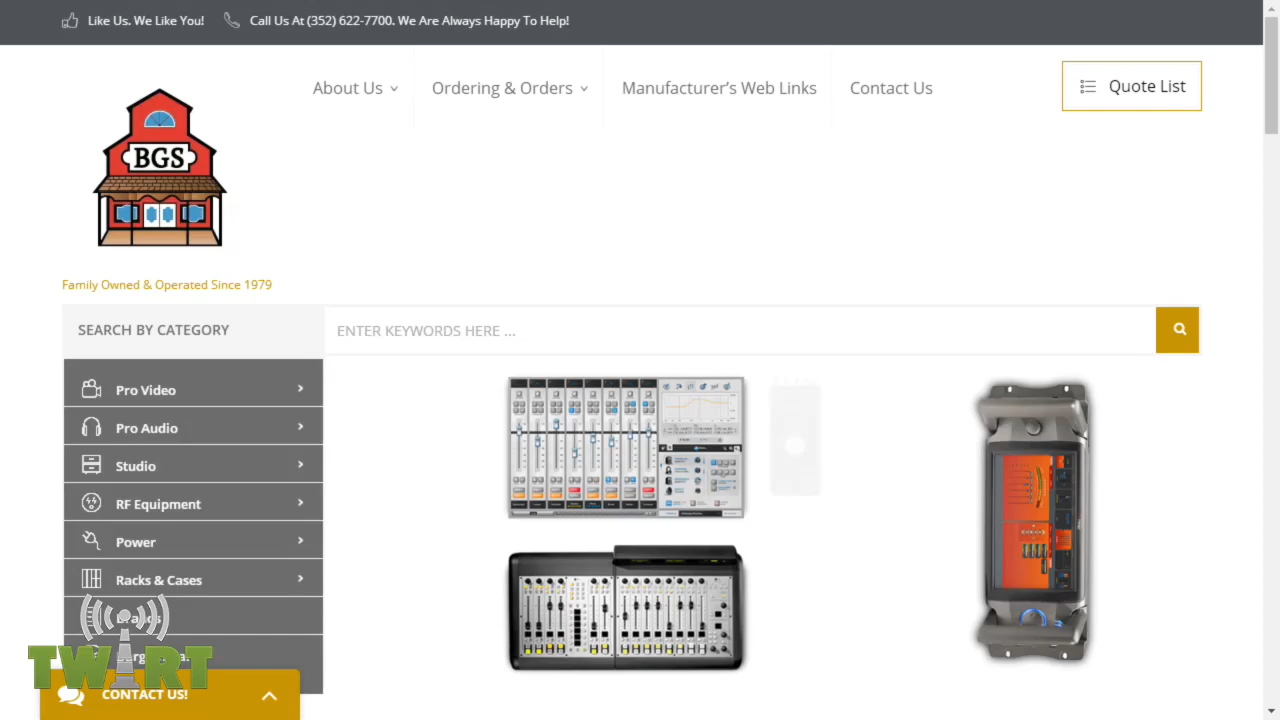 Like Us. We Like You!
Call Us At (352) 622-7700. We Are Always Happy To Help!
About Us
Ordering & Orders
Manufacturer's Web Links
Contact Us
Quote List
BGS
Family Owned & Operated Since 1979
SEARCH BY CATEGORY
ENTER KEYWORDS HERE ...
Pro Video
Pro Audio
Studio
RF Equipment
Power
Racks & Cases
TWiRT
CONTACT US!